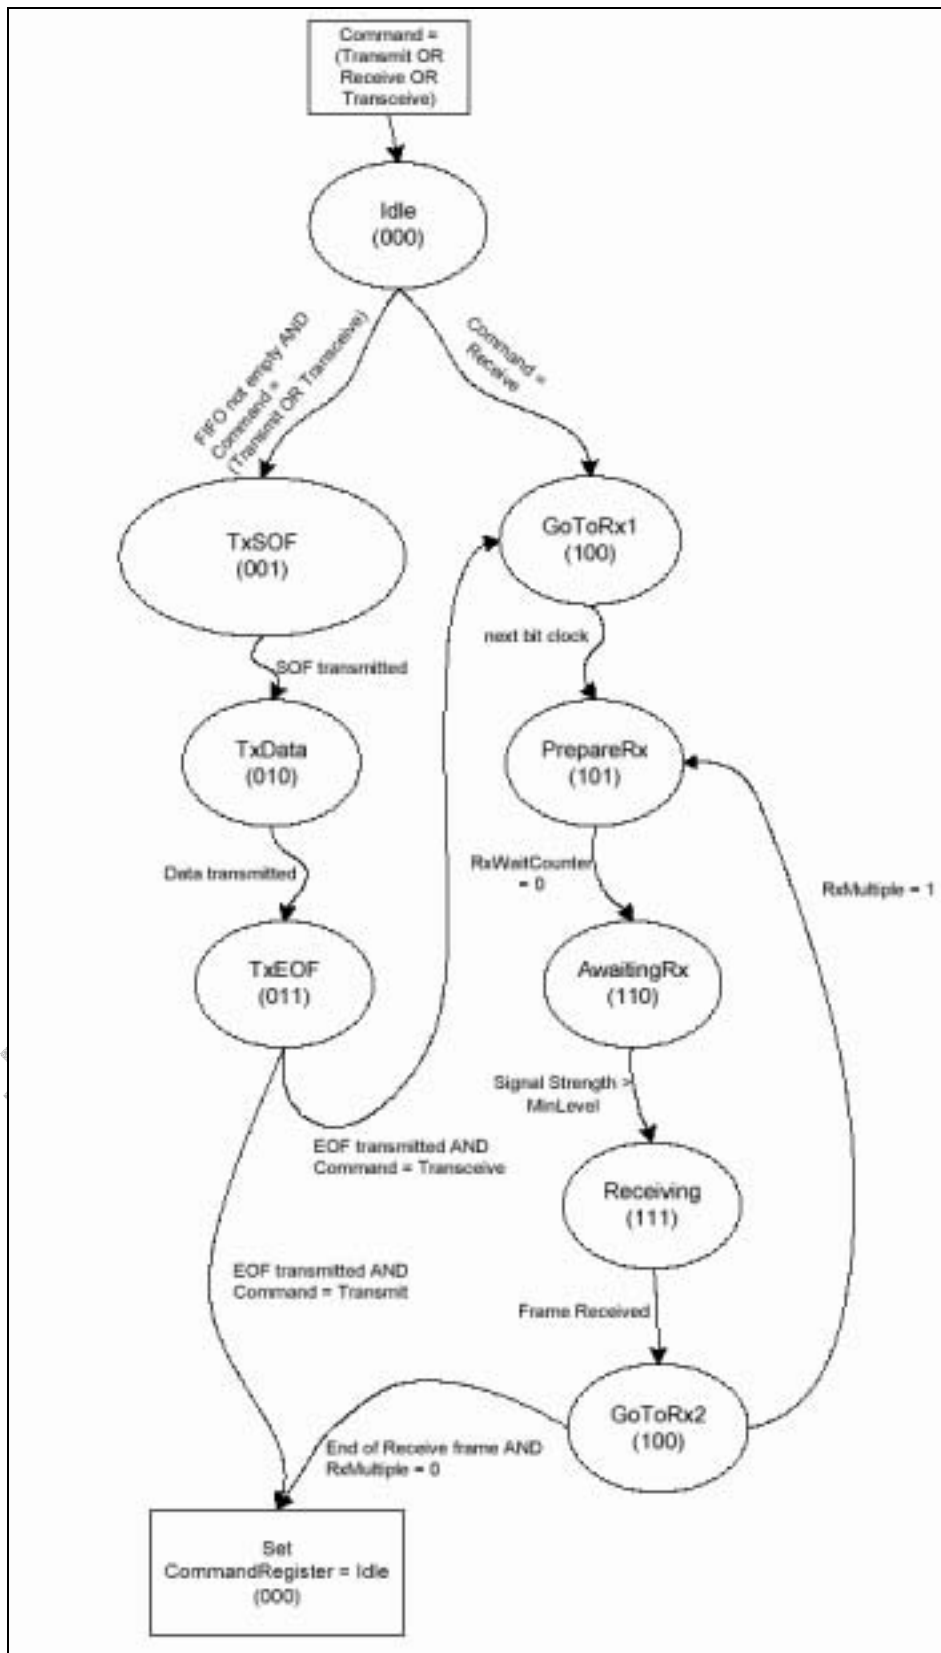 Command =
(Transmit OR
Receive OR
Transceive)
Idle
(000)
FIFO not empty AND
Command =
(Transmit OR Transceive)
Command =
Receive
TxSOF
(001)
GoToRx1
(100)
SOF transmitted
next bit clock
TxData
(010)
PrepareRx
(101)
Data transmitted
RxWaitCounter
= 0
RxMultiple = 1
TxEOF
(011)
AwaitingRx
(110)
EOF transmitted AND
Command = Transceive
Signal Strength >
MinLevel
Receiving
(111)
EOF transmitted AND
Command = Transmit
Frame Received
GoToRx2
(100)
End of Receive frame AND
RxMultiple = 0
Set
CommandRegister = Idle
(000)